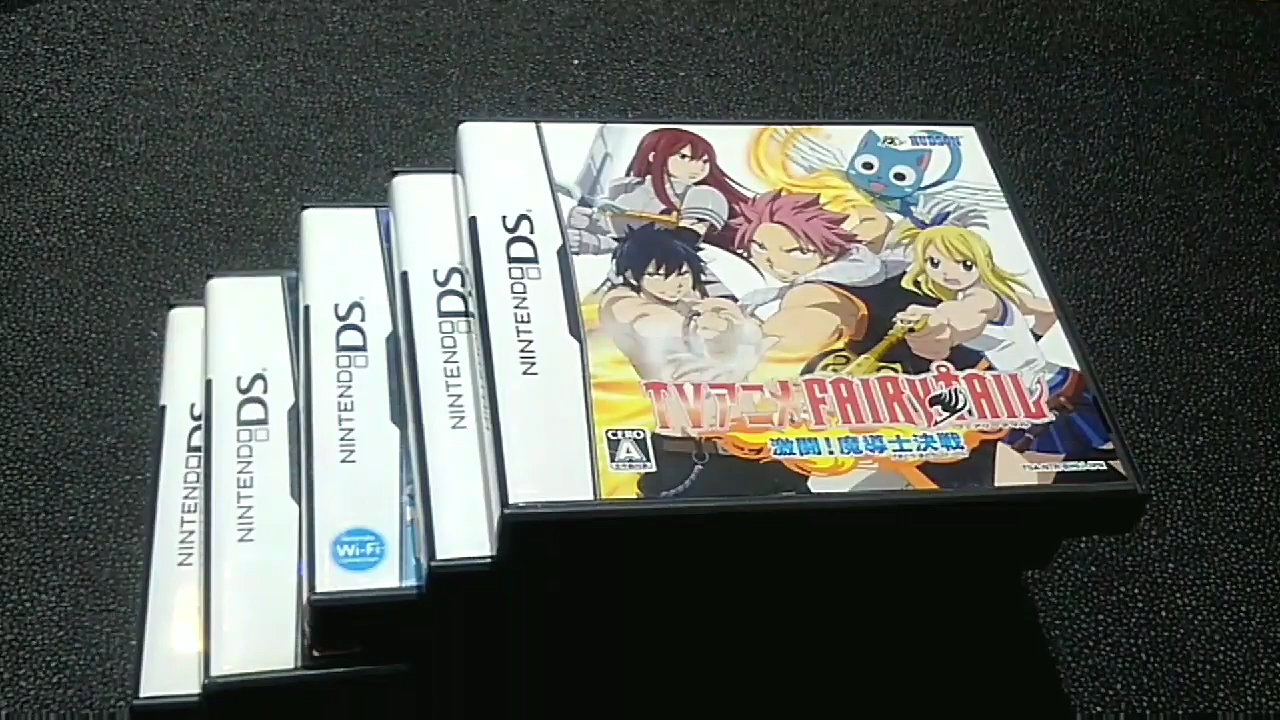 NINTENDO DS
NINTENDO DS
NINTENDO DS
Wi-Fi
NINTENDO DS
NINTENDO DS
HUDSON
TVアニメ FAIRY TAIL
激闘！魔導士決戦
CERO
A